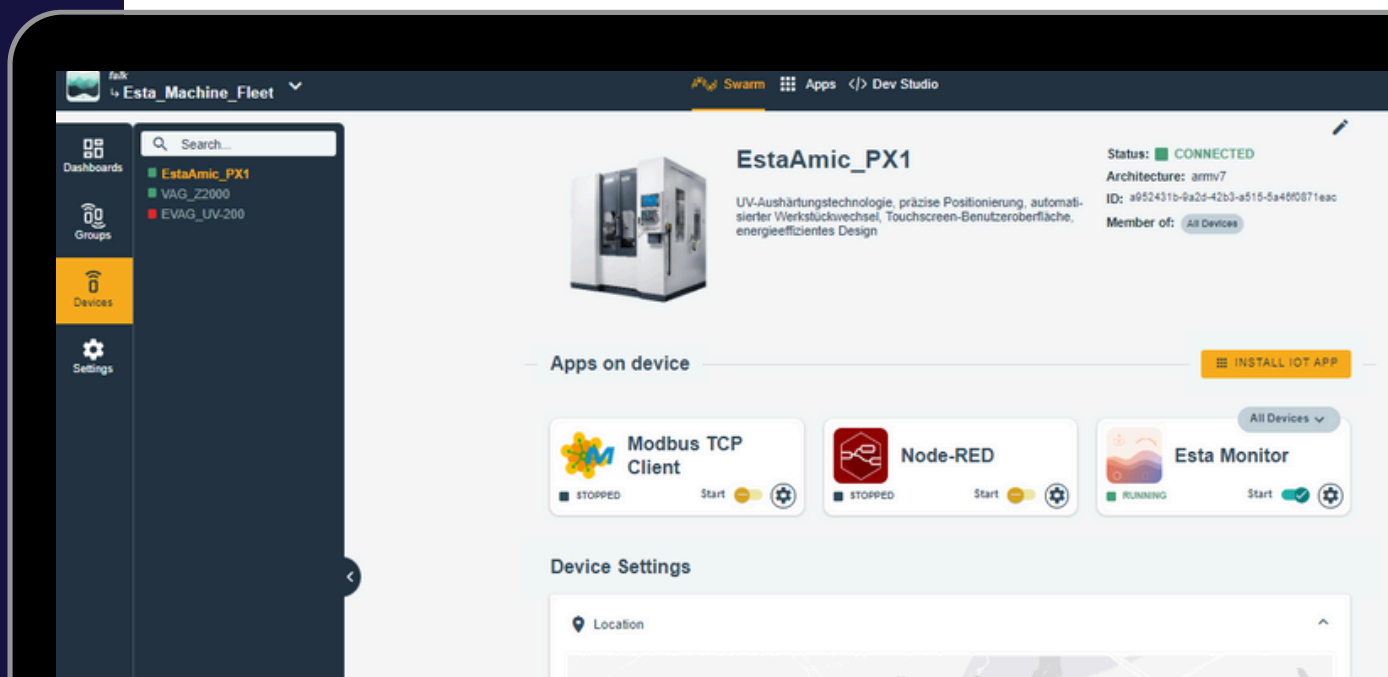 falk
Esta_Machine_Fleet
Swarm
Apps
</> Dev Studio
Dashboards
Groups
Devices
Settings
Search...
EstaAmic_PX1
VAG_Z2000
EVAG_UV-200
EstaAmic_PX1
UV-Aushärtungstechnologie, präzise Positionierung, automati-
sierter Werkstückwechsel, Touchscreen-Benutzeroberfläche,
energieeffizientes Design
Status: CONNECTED
Architecture: armv7
ID: a952431b-9a2d-42b3-a515-5a45f0871eac
Member of: All Devices
Apps on device
INSTALL IOT APP
Modbus TCP
Client
STOPPED
Start
Node-RED
STOPPED
Start
All Devices
Esta Monitor
RUNNING
Start
Device Settings
Location